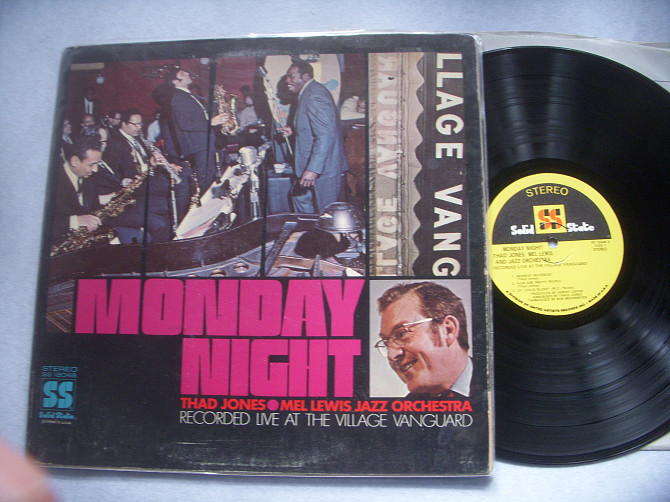 LLAGE VANG
MONDAY
NIGHT
STEREO
SS 18048
SS
Solid State
THAD JONES • MEL LEWIS JAZZ ORCHESTRA
RECORDED LIVE AT THE VILLAGE VANGUARD
STEREO
Solid SS State
MONDAY NIGHT
THAD JONES, MEL LEWIS
AND JAZZ ORCHESTRA
RECORDED LIVE AT THE VILLAGE VANGUARD